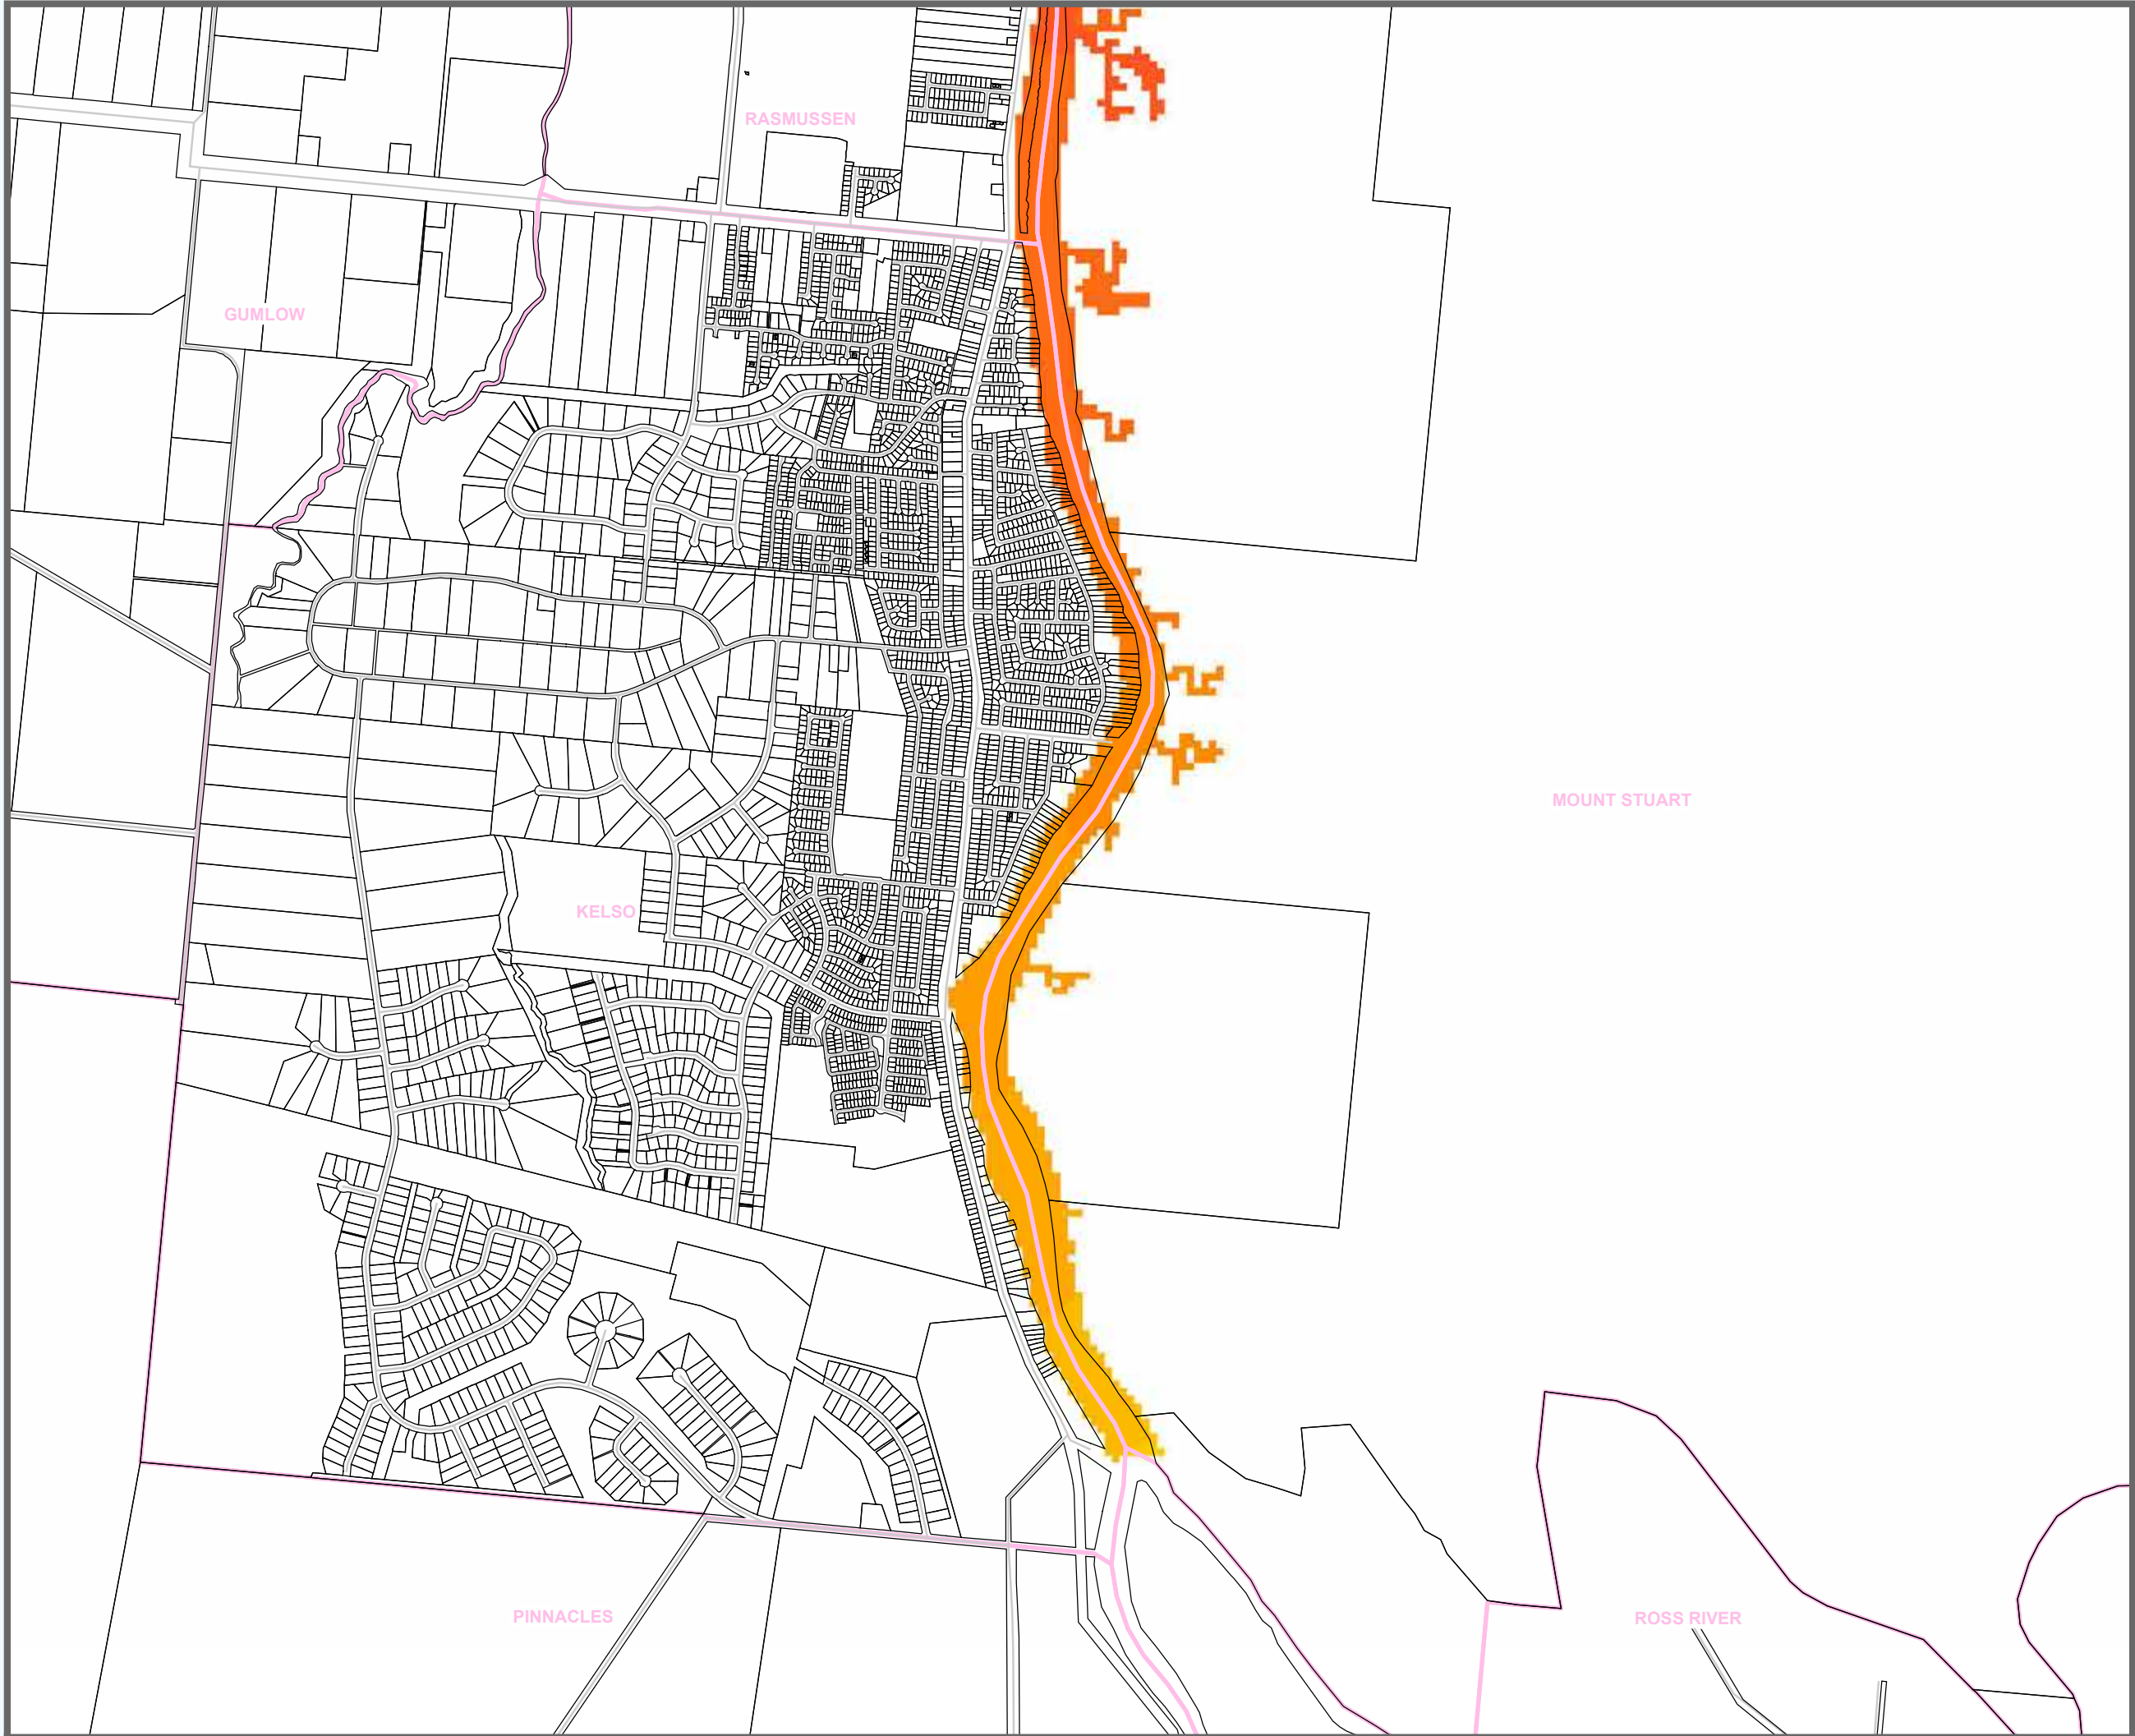 RASMUSSEN
GUMLOW
MOUNT STUART
KELSO
PINNACLES
ROSS RIVER